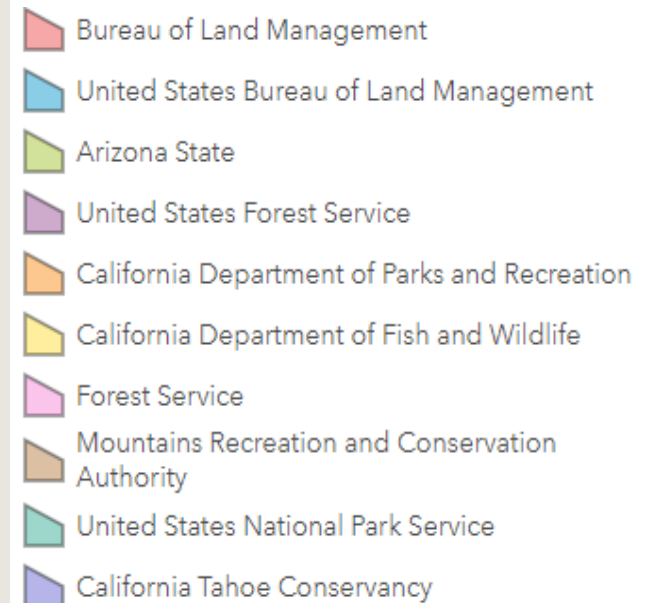 Bureau of Land Management
United States Bureau of Land Management
Arizona State
United States Forest Service
California Department of Parks and Recreation
California Department of Fish and Wildlife
Forest Service
Mountains Recreation and Conservation
Authority
United States National Park Service
California Tahoe Conservancy